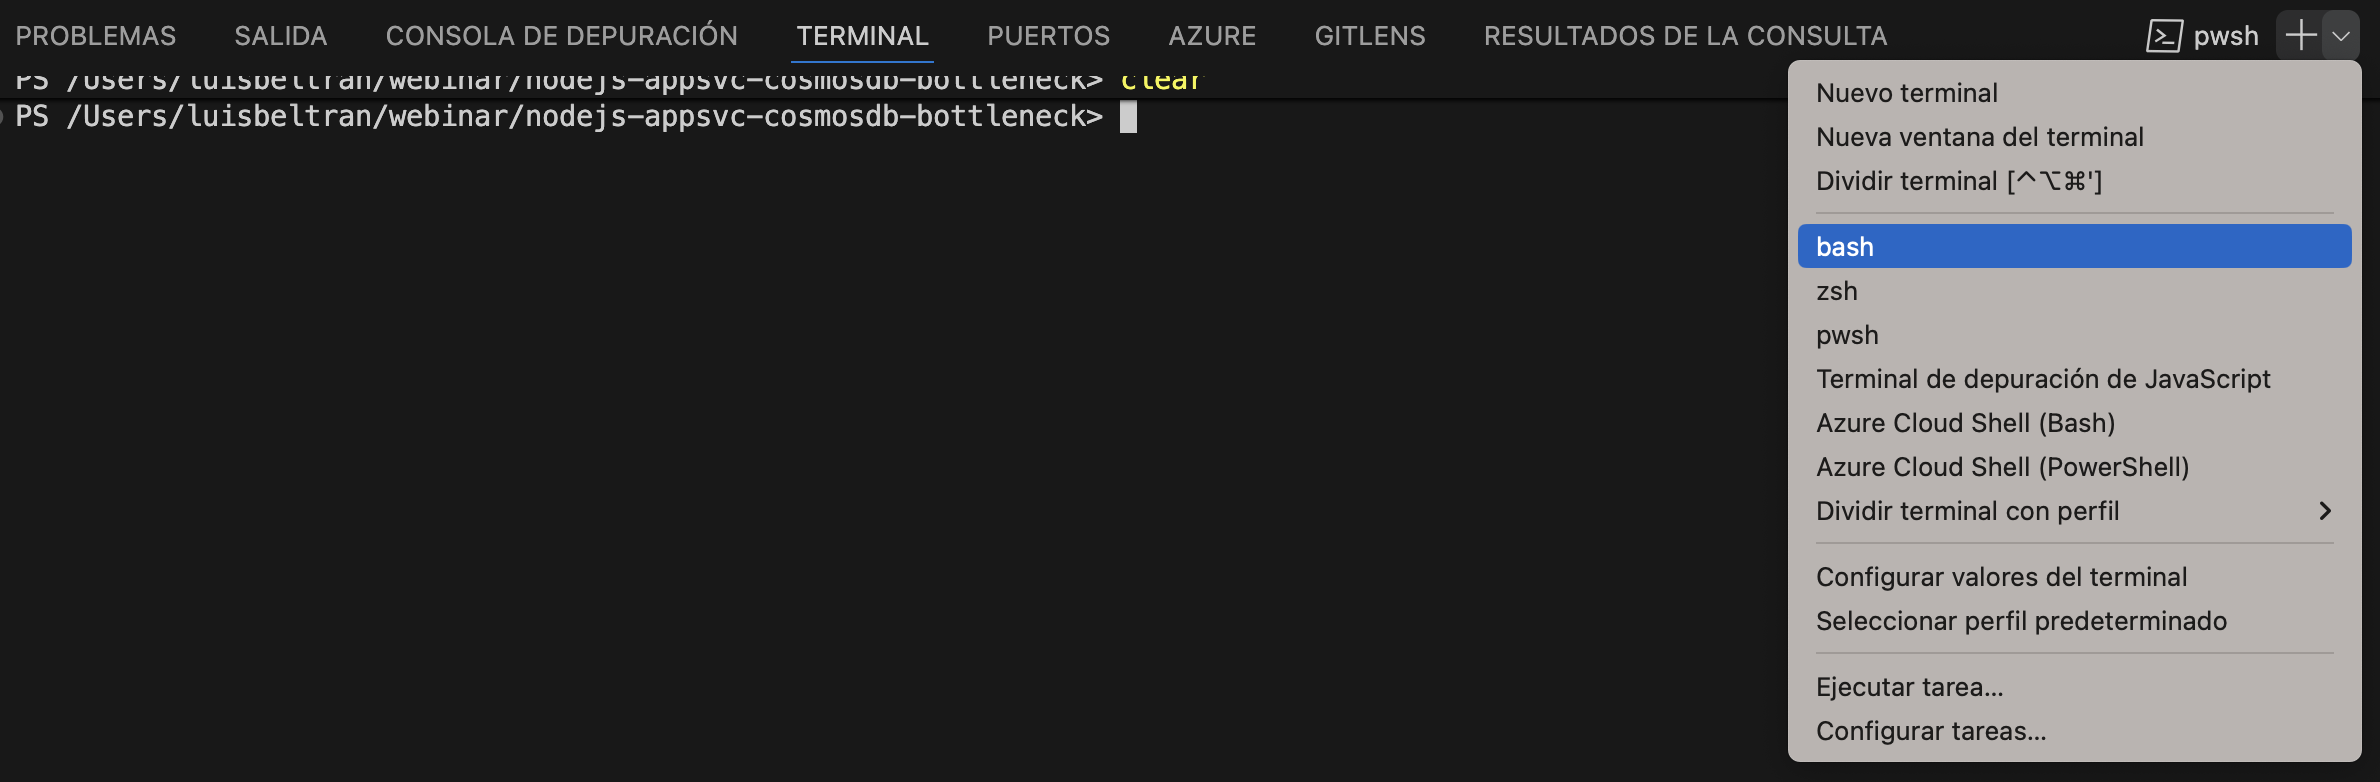 PROBLEMAS SALIDA CONSOLA DE DEPURACIÓN TERMINAL PUERTOS AZURE GITLENS RESULTADOS DE LA CONSULTA pwsh
PS /Users/luisbeltran/webinar/nodejs-appsvc-cosmosdb-bottleneck> clear
PS /Users/luisbeltran/webinar/nodejs-appsvc-cosmosdb-bottleneck>
Nuevo terminal
Nueva ventana del terminal
Dividir terminal [^⌥⌘']
bash
zsh
pwsh
Terminal de depuración de JavaScript
Azure Cloud Shell (Bash)
Azure Cloud Shell (PowerShell)
Dividir terminal con perfil
Configurar valores del terminal
Seleccionar perfil predeterminado
Ejecutar tarea...
Configurar tareas...